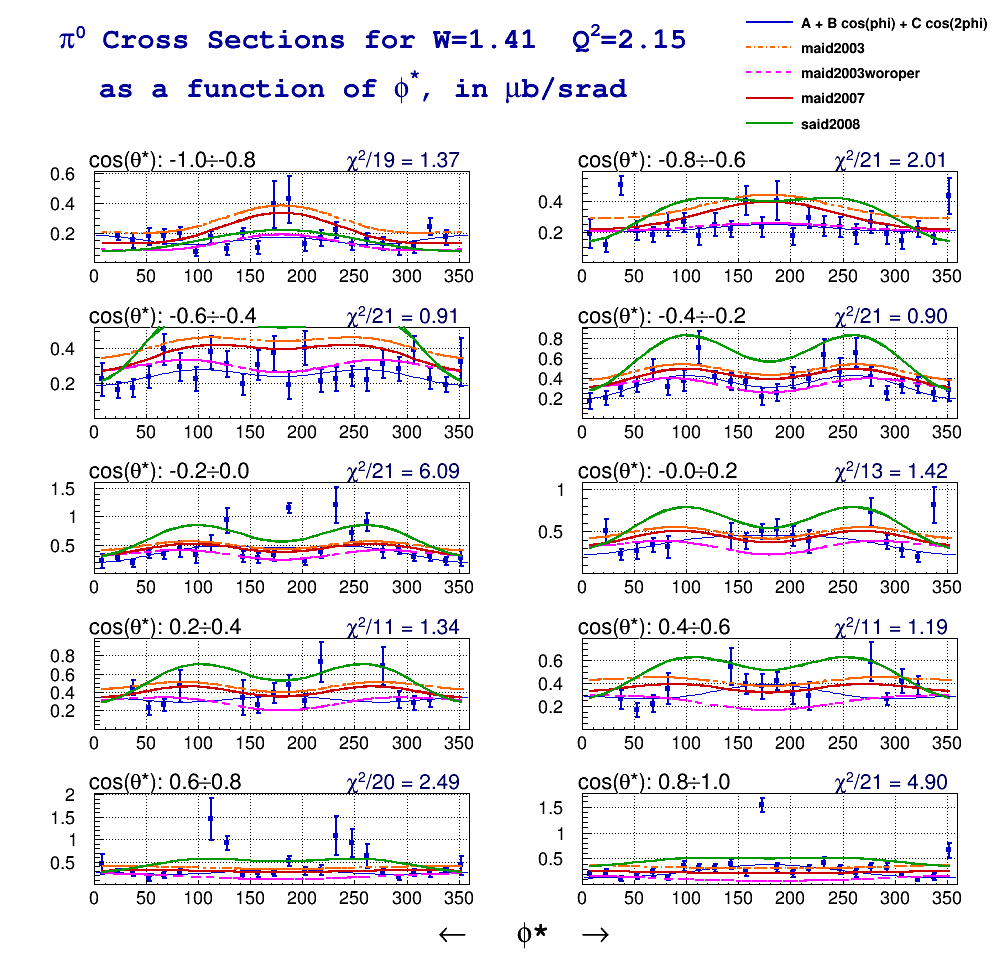 π⁰ Cross Sections for W=1.41 Q²=2.15
as a function of ϕ*, in μb/srad
A + B cos(phi) + C cos(2phi)
maid2003
maid2003woroper
maid2007
said2008
cos(θ*): -1.0÷-0.8 χ²/19 = 1.37
0.6
0.4
0.2
0 50 100 150 200 250 300 350
cos(θ*): -0.8÷-0.6 χ²/21 = 2.01
0.4
0.2
0 50 100 150 200 250 300 350
cos(θ*): -0.6÷-0.4 χ²/21 = 0.91
0.4
0.2
0 50 100 150 200 250 300 350
cos(θ*): -0.4÷-0.2 χ²/21 = 0.90
0.8
0.6
0.4
0.2
0 50 100 150 200 250 300 350
cos(θ*): -0.2÷0.0 χ²/21 = 6.09
1.5
1
0.5
0 50 100 150 200 250 300 350
cos(θ*): -0.0÷0.2 χ²/13 = 1.42
1
0.5
0 50 100 150 200 250 300 350
cos(θ*): 0.2÷0.4 χ²/11 = 1.34
0.8
0.6
0.4
0.2
0 50 100 150 200 250 300 350
cos(θ*): 0.4÷0.6 χ²/11 = 1.19
0.6
0.4
0.2
0 50 100 150 200 250 300 350
cos(θ*): 0.6÷0.8 χ²/20 = 2.49
2
1.5
1
0.5
0 50 100 150 200 250 300 350
cos(θ*): 0.8÷1.0 χ²/21 = 4.90
1.5
1
0.5
0 50 100 150 200 250 300 350
← ϕ* →